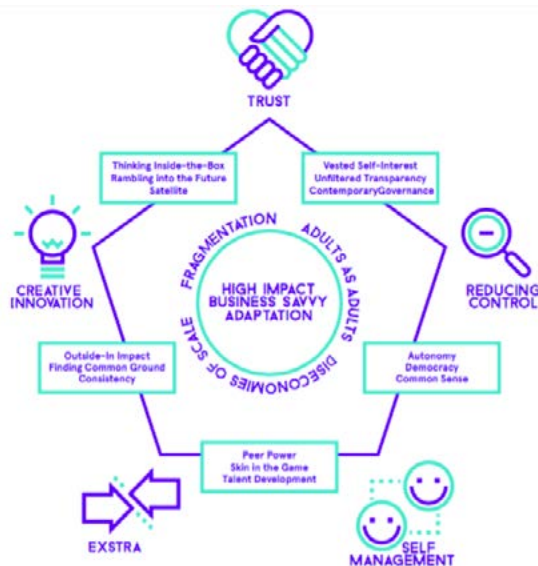 TRUST
Thinking Inside-the-Box
Rambling into the Future
Satellite
Vested Self-Interest
Unfiltered Transparency
ContemporaryGovernance
CREATIVE
INNOVATION
FRAGMENTATION
ADULTS AS ADULTS
DISECONOMIES OF SCALE
HIGH IMPACT
BUSINESS SAVVY
ADAPTATION
REDUCING
CONTROL
Outside-In Impact
Finding Common Ground
Consistency
Autonomy
Democracy
Common Sense
Peer Power
Skin in the Game
Talent Development
EXSTRA
SELF
MANAGEMENT